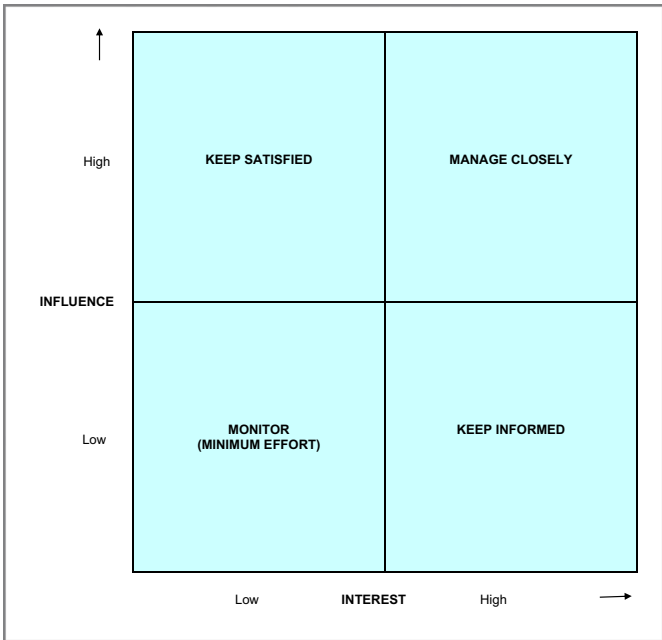 High
KEEP SATISFIED
MANAGE CLOSELY
INFLUENCE
Low
MONITOR
(MINIMUM EFFORT)
KEEP INFORMED
Low
INTEREST
High